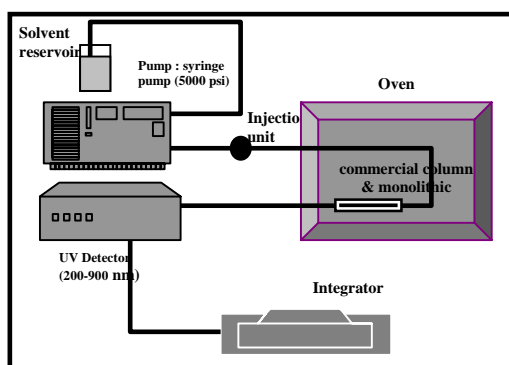 Solvent
reservoir
Pump : syringe
pump (5000 psi)
Oven
Injectio
unit
commercial column
& monolithic
UV Detector
(200-900 nm)
Integrator